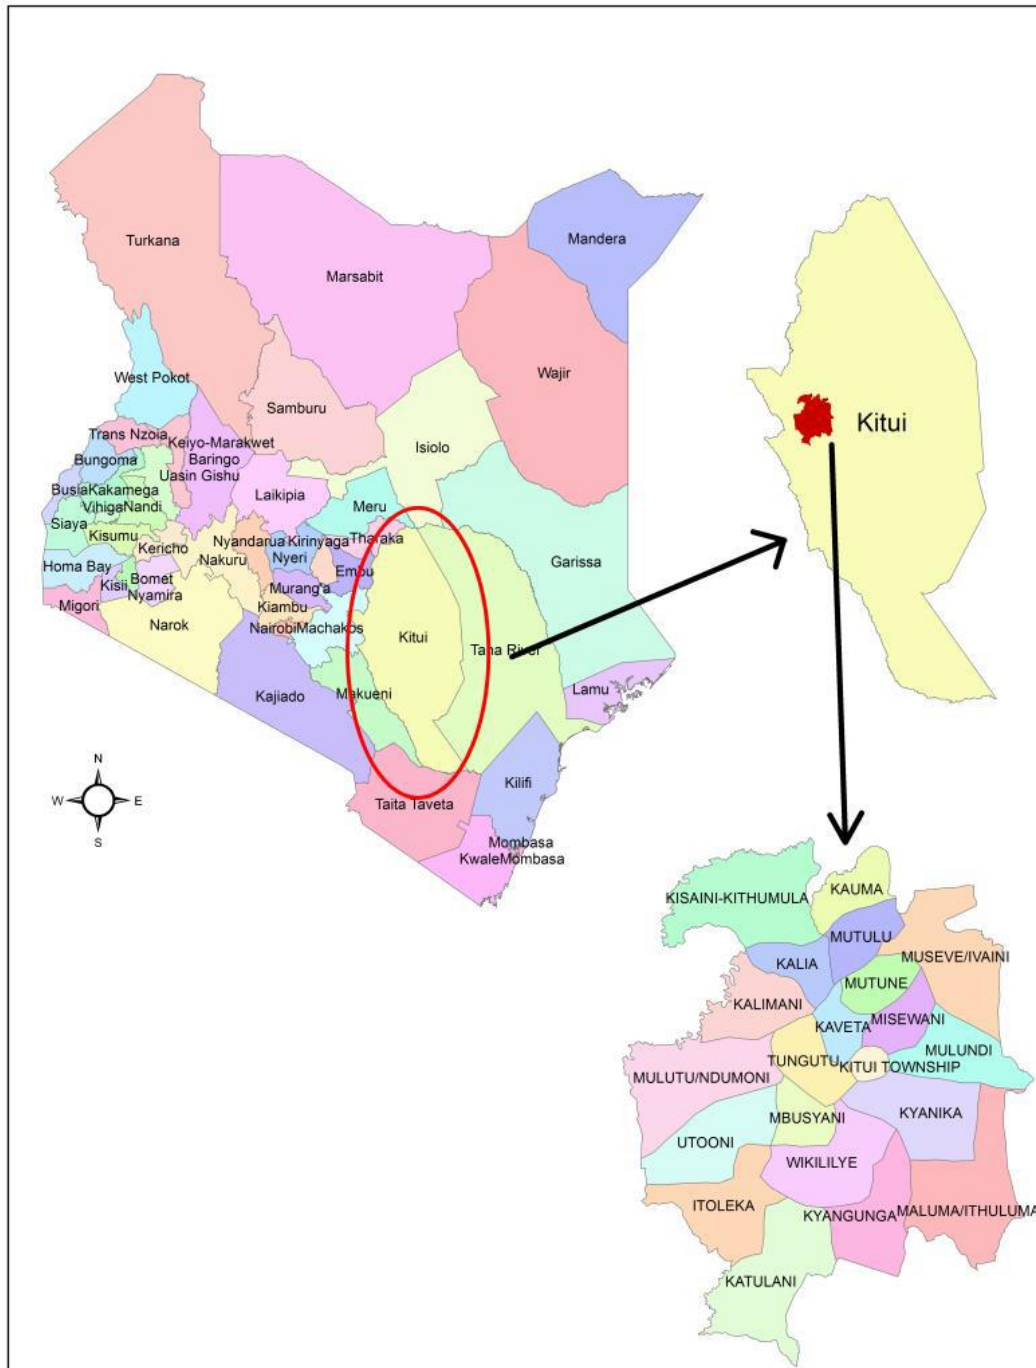 Turkana
Mandera
Marsabit
Wajir
West Pokot
Samburu
Kitui
Trans Nzoia
Keiyo-Marakwet
Isiolo
Bungoma
Baringo
Uasin Gishu
Busia
Kakamega
Laikipia
Meru
Vihiga
Nandi
Siaya
Kisumu
Nyandarua
Kirinyaga
Tharaka
Kericho
Nakuru
Nyeri
Garissa
Homa Bay
Embu
Kisii
Bomet
Nyamira
Murang'a
Migori
Kiambu
Narok
Nairobi
Machakos
Kitui
Tana River
Kajiado
Makueni
Lamu
N
W
E
S
Taita Taveta
Kilifi
Mombasa
KwaleMombasa
KISAINI-KITHUMULA
KAUMA
MUTULU
MUSEVE/IVAINI
KALIA
MUTUNE
KALIMANI
KAVETA
MISEWANI
MULUNDI
TUNGUTU
KITUI TOWNSHIP
MULUTU/NDUMONI
MBUSYANI
KYANIKA
UTOONI
WIKILILYE
ITOLEKA
KYANGUNGA
MALUMA/ITHULUMA
KATULANI